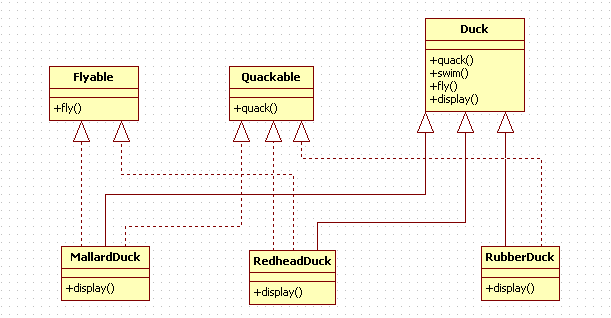 Duck
+quack()
+swim()
+fly()
+display()
Flyable
+fly()
Quackable
+quack()
MallardDuck
+display()
RedheadDuck
+display()
RubberDuck
+display()